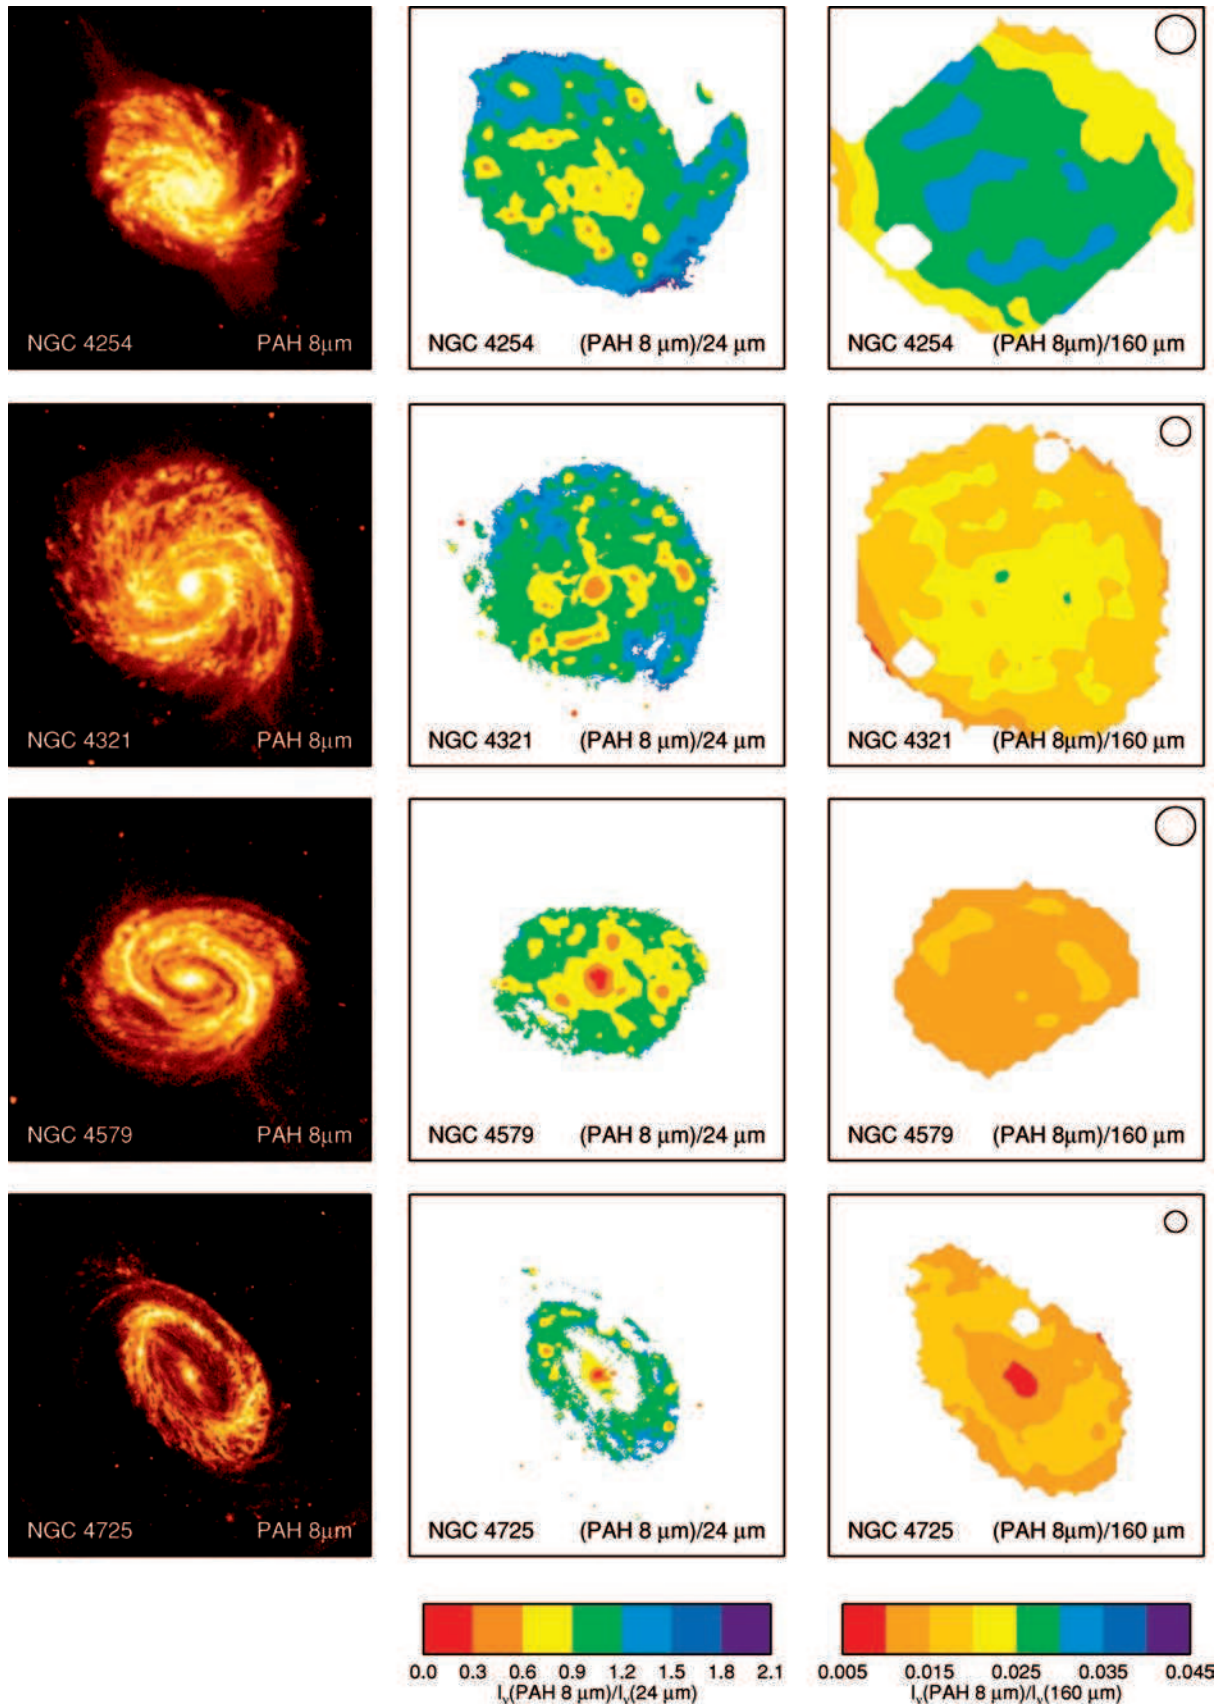 NGC 4254 PAH 8μm
NGC 4254 (PAH 8 μm)/24 μm
NGC 4254 (PAH 8μm)/160 μm
NGC 4321 PAH 8μm
NGC 4321 (PAH 8 μm)/24 μm
NGC 4321 (PAH 8μm)/160 μm
NGC 4579 PAH 8μm
NGC 4579 (PAH 8 μm)/24 μm
NGC 4579 (PAH 8μm)/160 μm
NGC 4725 PAH 8μm
NGC 4725 (PAH 8 μm)/24 μm
NGC 4725 (PAH 8μm)/160 μm
0.0 0.3 0.6 0.9 1.2 1.5 1.8 2.1
Iν(PAH 8 μm)/Iν(24 μm)
0.005 0.015 0.025 0.035 0.045
Iν(PAH 8 μm)/Iν(160 μm)